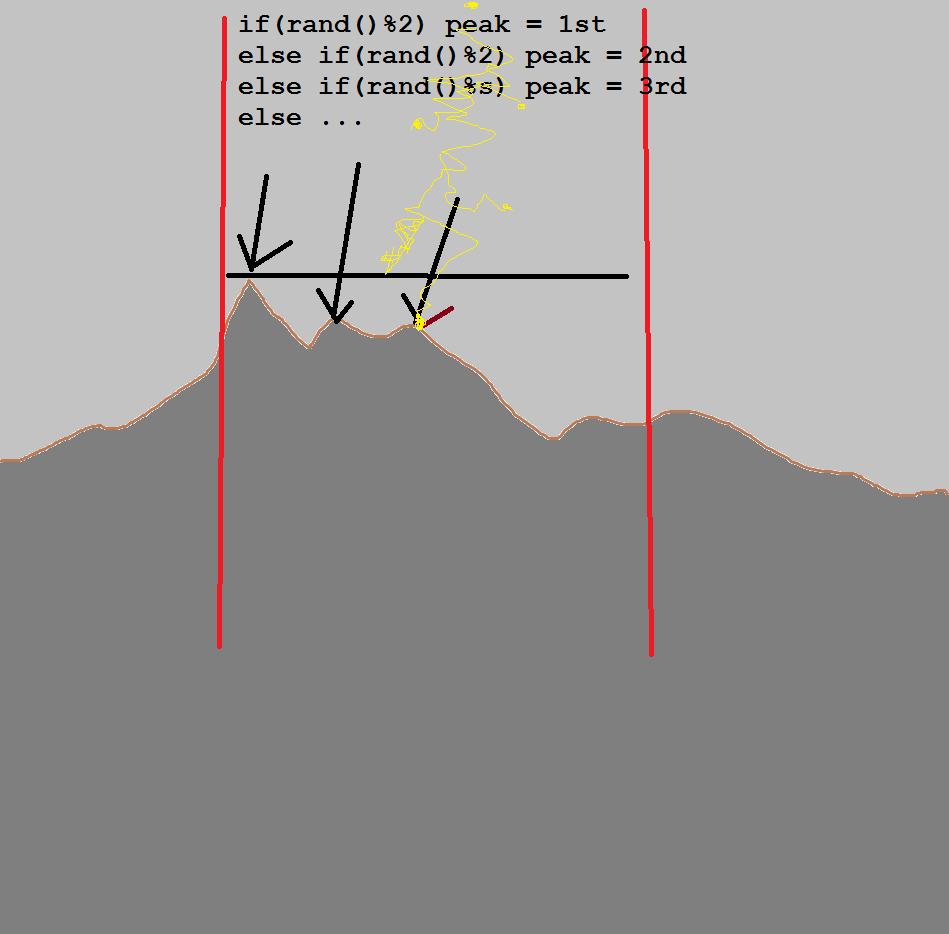 if(rand()%2) peak = 1st
else if(rand()%2) peak = 2nd
else if(rand()%s) peak = 3rd
else ...